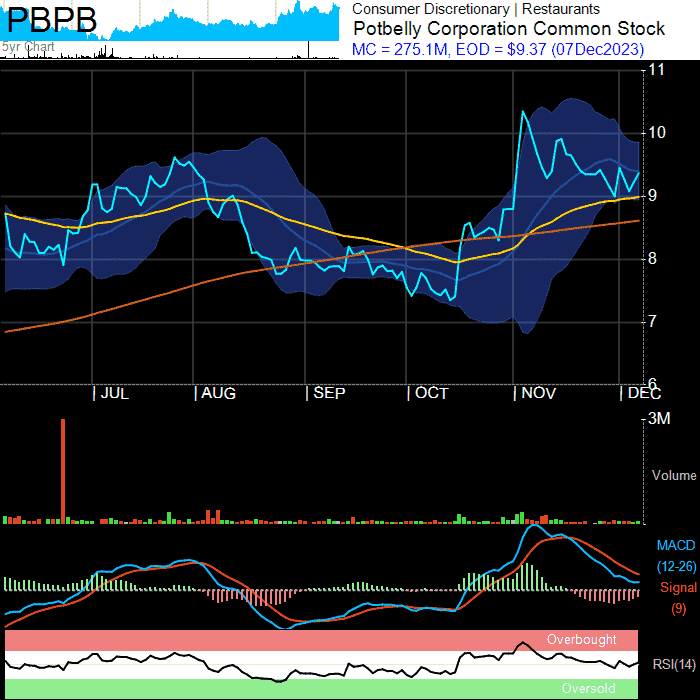 PBPB
5yr Chart
Consumer Discretionary | Restaurants
Potbelly Corporation Common Stock
MC = 275.1M, EOD = $9.37 (07Dec2023)
11
10
9
8
7
6
| JUL | AUG | SEP | OCT | NOV | DEC
3M
Volume
MACD
(12-26)
Signal
(9)
Overbought
RSI(14)
Oversold